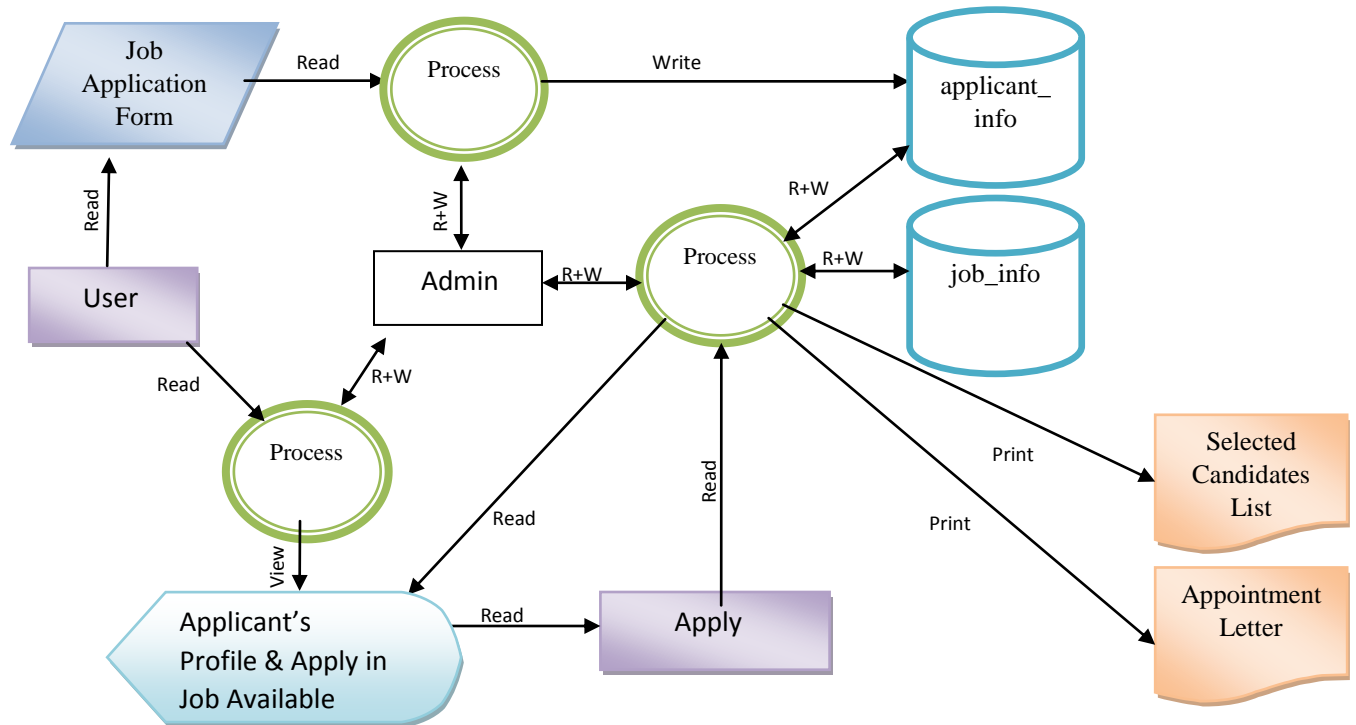 Job
Application
Form
Read
Process
Write
applicant_
info
Read
R+W
R+W
User
Admin
R+W
Process
R+W
job_info
Read
R+W
Process
Read
Read
Print
Print
Selected
Candidates
List
View
Applicant's
Profile & Apply in
Job Available
Read
Apply
Appointment
Letter